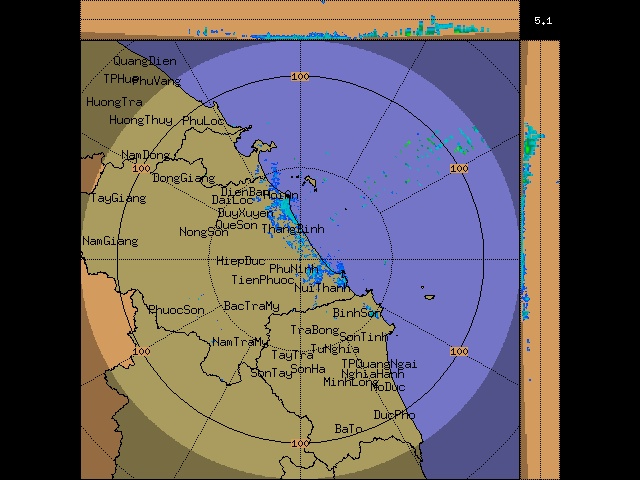 5.1
QuangDien
100
TPHue PhuVang
HuongTra
HuongThuy PhuLoc
NamDong
100
100
DongGiang
DienBan HoiAn
TayGiang
DaiLoc
DuyXuyen
QueSon
NongSon
ThangBinh
NamGiang
HiepDuc
PhuNinh
TienPhuoc
NuiThanh
BacTraMy
PhuocSon
BinhSon
TraBong
SonTinh
NamTraMy
TuNghia
100
TayTra
100
TPQuangNgai
SonHa
SonTay
NghiaHanh
MinhLong
MoDuc
DucPho
BaTo
100